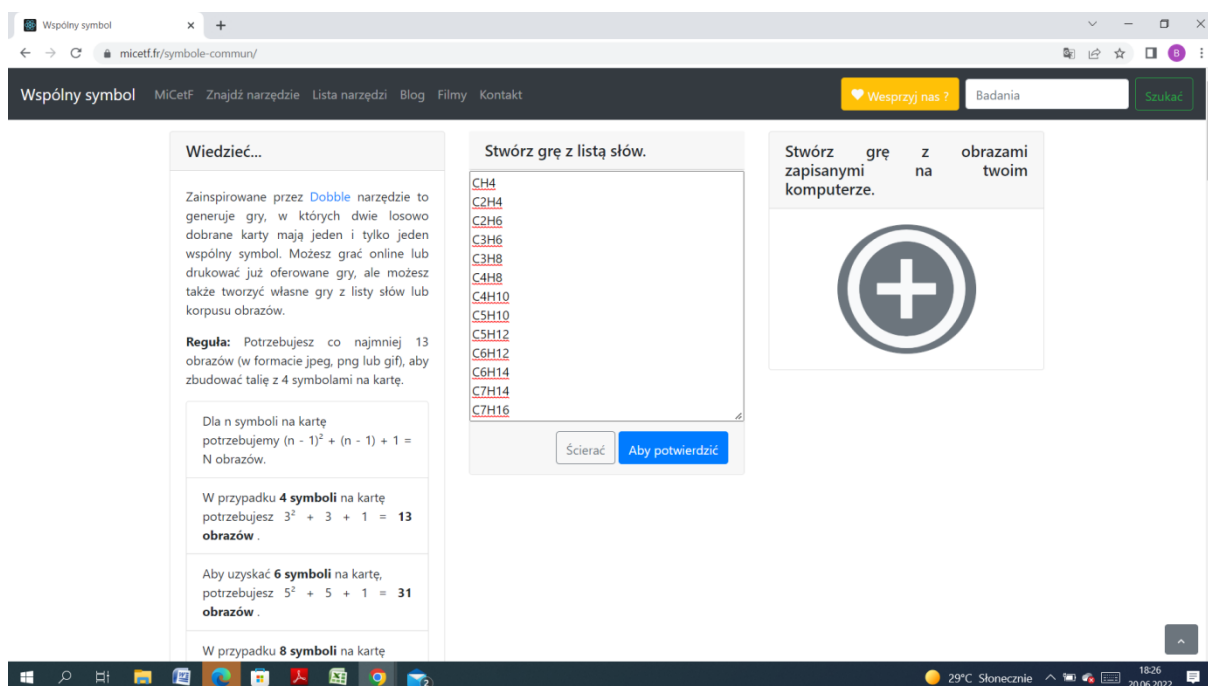 Wspólny symbol
micetf.fr/symbole-commun/
B
Wspólny symbol MiCetF Znajdź narzędzie Lista narzędzi Blog Filmy Kontakt Wesprzyj nas ? Badania Szukać
Wiedzieć...
Zainspirowane przez Dobble narzędzie to
generuje gry, w których dwie losowo
dobrane karty mają jeden i tylko jeden
wspólny symbol. Możesz grać online lub
drukować już oferowane gry, ale możesz
także tworzyć własne gry z listy słów lub
korpusu obrazów.
Reguła: Potrzebujesz co najmniej 13
obrazów (w formacie jpeg, png lub gif), aby
zbudować talię z 4 symbolami na kartę.
Dla n symboli na kartę
potrzebujemy (n - 1)² + (n - 1) + 1 =
N obrazów.
W przypadku 4 symboli na kartę
potrzebujesz 3² + 3 + 1 = 13
obrazów .
Aby uzyskać 6 symboli na kartę,
potrzebujesz 5² + 5 + 1 = 31
obrazów .
W przypadku 8 symboli na kartę
Stwórz grę z listą słów.
CH4
C2H4
C2H6
C3H6
C3H8
C4H8
C4H10
C5H10
C5H12
C6H12
C6H14
C7H14
C7H16
Ścierać Aby potwierdzić
Stwórz grę z obrazami
zapisanymi na twoim
komputerze.
29°C Słonecznie
18:26
20.06.2022